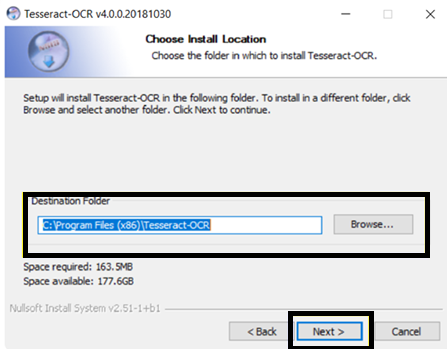 Tesseract-OCR v4.0.0.20181030
Choose Install Location
Choose the folder in which to install Tesseract-OCR.
Setup will install Tesseract-OCR in the following folder. To install in a different folder, click
Browse and select another folder. Click Next to continue.
Destination Folder
C:\Program Files (x86)\Tesseract-OCR
Browse...
Space required: 163.5MB
Space available: 177.6GB
Nullsoft Install System v2.51-1+b1
< Back Next > Cancel